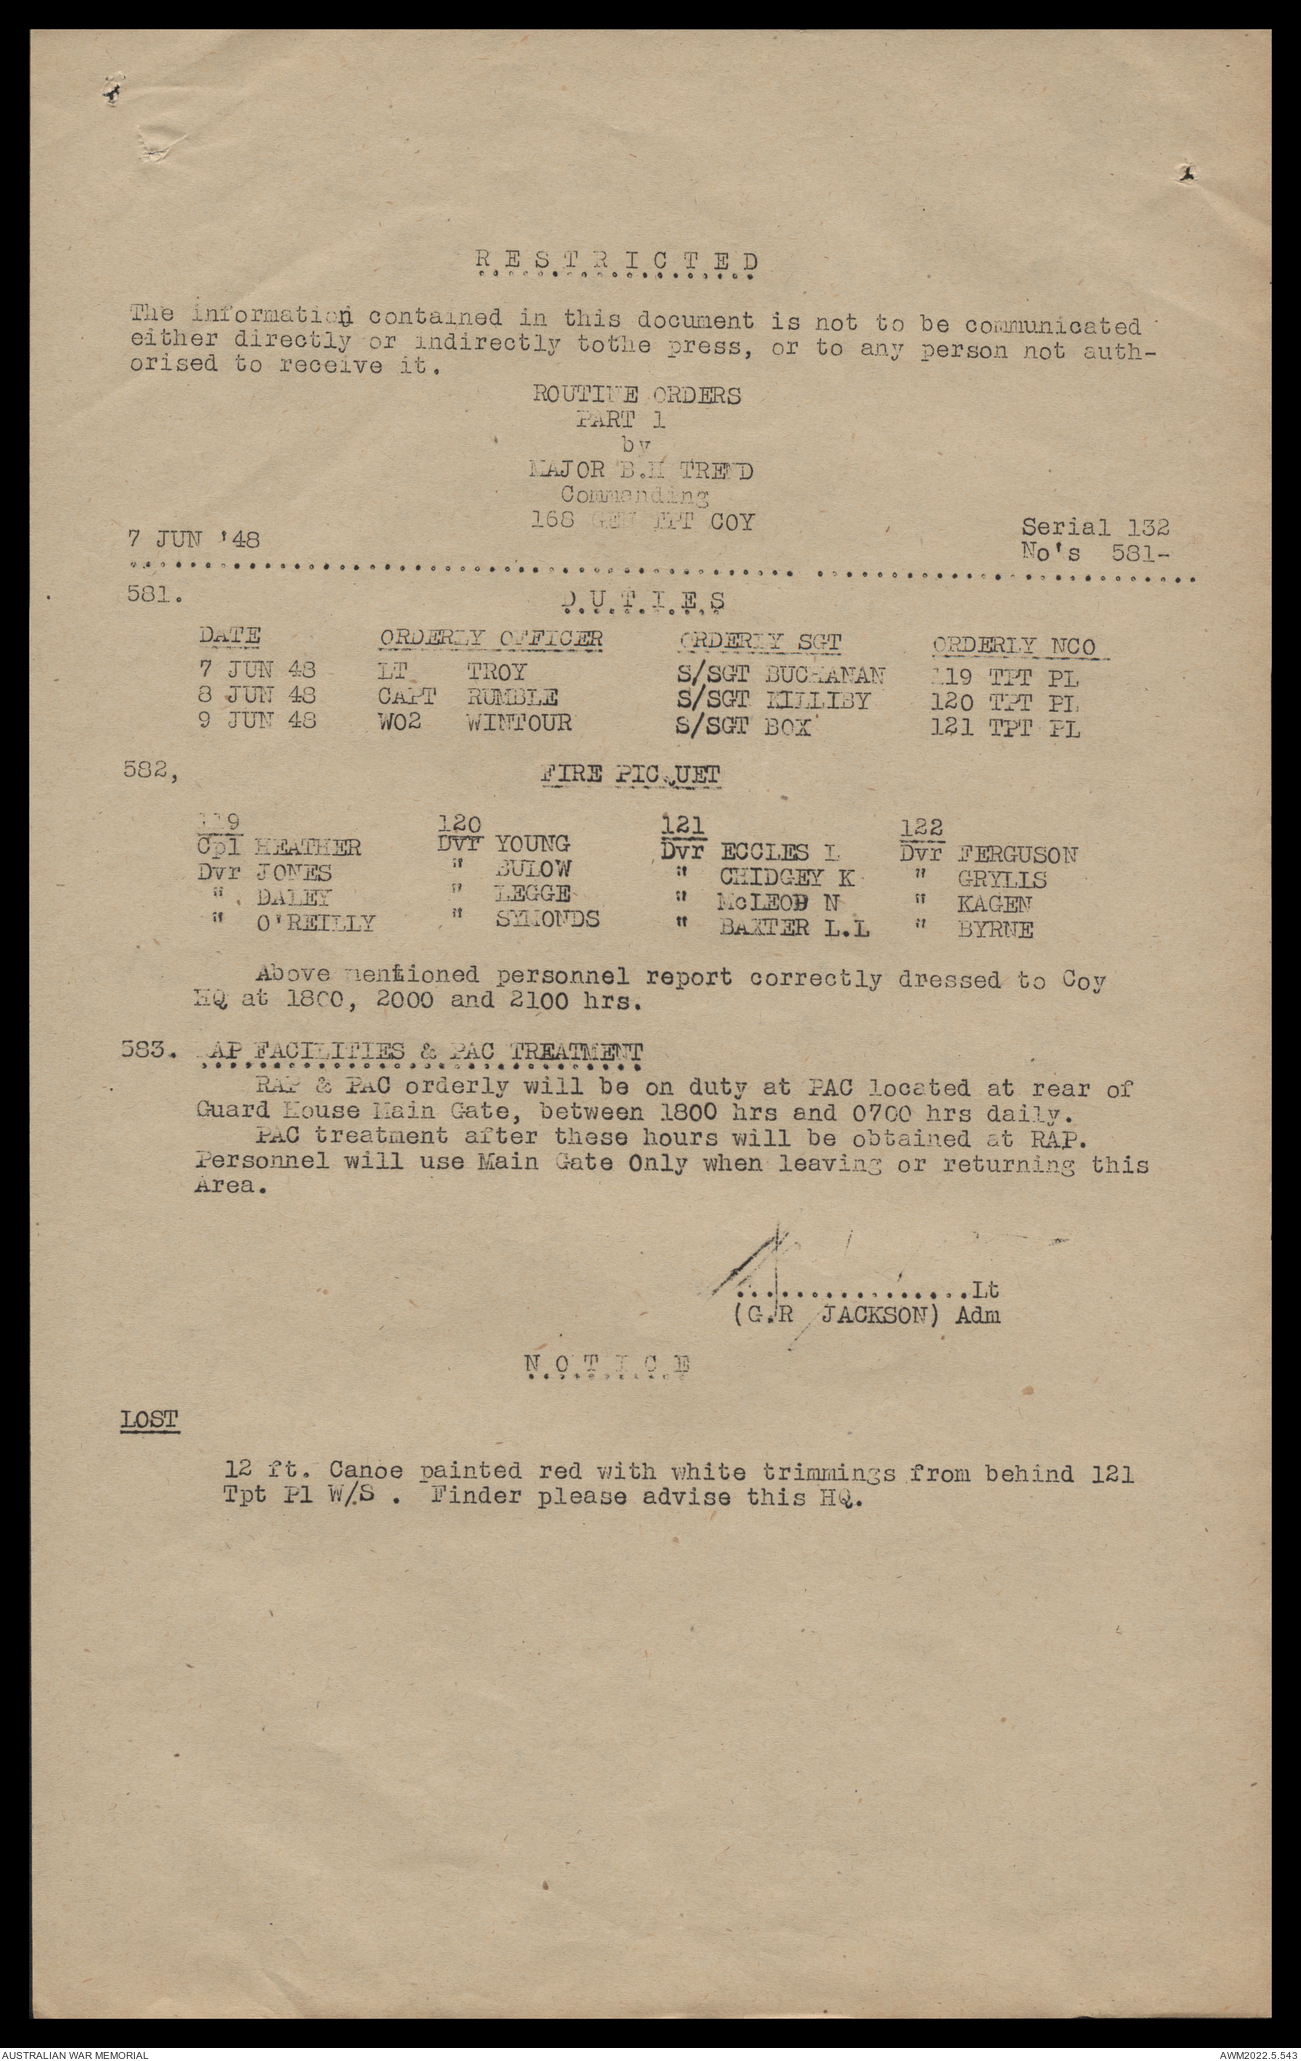 R E S T R I C T E D
The information contained in this document is not to be communicated
either directly or indirectly tothe press, or to any person not auth-
orised to receive it.
ROUTINE ORDERS
PART 1
by
MAJOR B.H TREND
Commanding
168 GEN TPT COY
7 JUN '48
Serial 132
No's 581-
581. D.U.T.I.E.S
DATE ORDERLY OFFICER ORDERLY SGT ORDERLY NCO
7 JUN 48 LT TROY S/SGT BUCHANAN 119 TPT PL
8 JUN 48 CAPT RUMBLE S/SGT KILLIBY 120 TPT PL
9 JUN 48 WO2 WINTOUR S/SGT BOX 121 TPT PL
582, FIRE PICQUET
119 120 121 122
Cpl HEATHER Dvr YOUNG Dvr ECCLES L Dvr FERGUSON
Dvr JONES " BULOW " CHIDGEY K " GRYLIS
" DALEY " LEGGE " McLEOD N " KAGEN
" O'REILLY " SYMONDS " BAXTER L.L " BYRNE
Above mentioned personnel report correctly dressed to Coy
HQ at 1800, 2000 and 2100 hrs.
583. RAP FACILITIES & PAC TREATMENT
RAP & PAC orderly will be on duty at PAC located at rear of
Guard House Main Gate, between 1800 hrs and 0700 hrs daily.
PAC treatment after these hours will be obtained at RAP.
Personnel will use Main Gate Only when leaving or returning this
Area.
................Lt
(G.R JACKSON) Adm
N O T I C E
LOST
12 ft. Canoe painted red with white trimmings from behind 121
Tpt Pl W/S . Finder please advise this HQ.
AUSTRALIAN WAR MEMORIAL
AWM2022.5.543